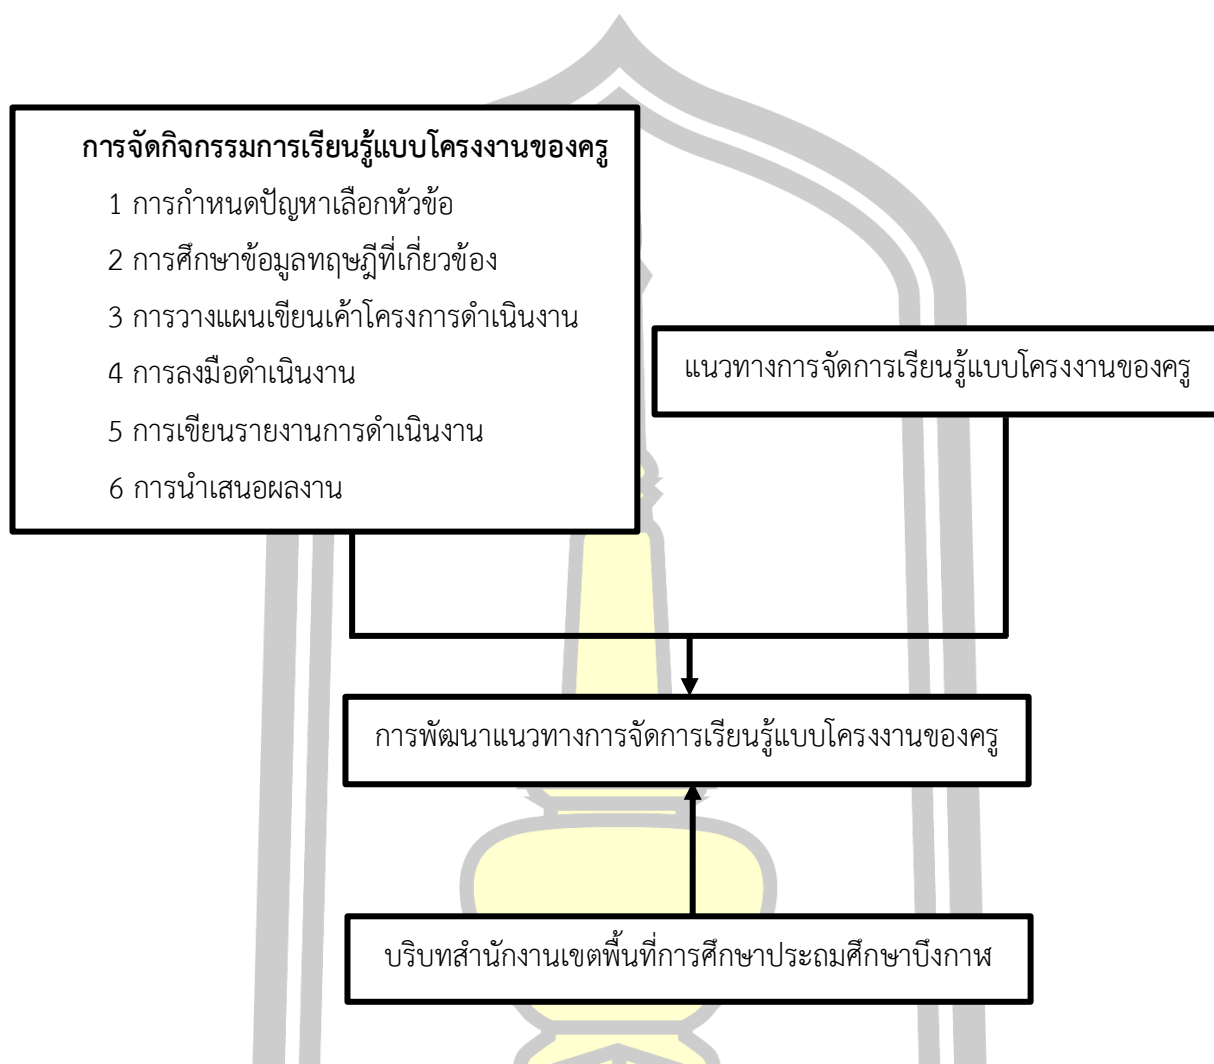 การจัดกิจกรรมการเรียนรู้แบบโครงงานของครู
1 การกำหนดปัญหาเลือกหัวข้อ
2 การศึกษาข้อมูลทฤษฎีที่เกี่ยวข้อง
3 การวางแผนเขียนเค้าโครงการดำเนินงาน
4 การลงมือดำเนินงาน
5 การเขียนรายงานการดำเนินงาน
6 การนำเสนอผลงาน
แนวทางการจัดการเรียนรู้แบบโครงงานของครู
การพัฒนาแนวทางการจัดการเรียนรู้แบบโครงงานของครู
บริบทสำนักงานเขตพื้นที่การศึกษาประถมศึกษาบึงกาฬ